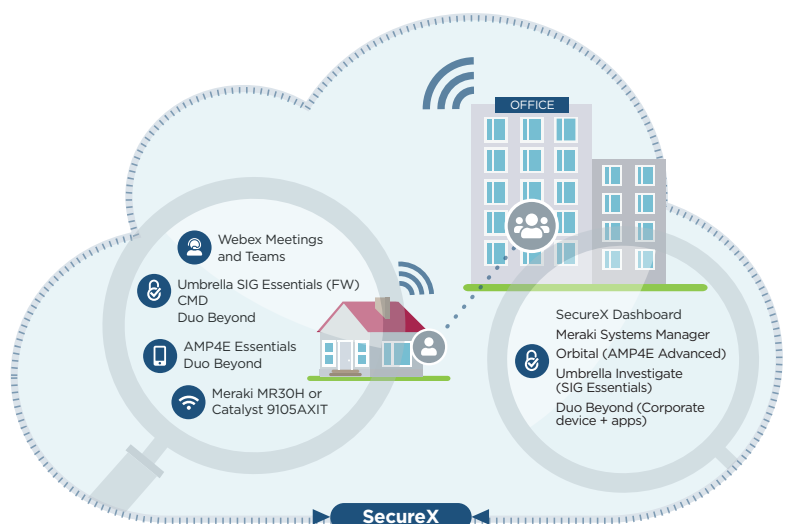 OFFICE
Webex Meetings
and Teams
Umbrella SIG Essentials (FW)
CMD
Duo Beyond
AMP4E Essentials
Duo Beyond
Meraki MR30H or
Catalyst 9105AXIT
SecureX Dashboard
Meraki Systems Manager
Orbital (AMP4E Advanced)
Umbrella Investigate
(SIG Essentials)
Duo Beyond (Corporate
device + apps)
SecureX